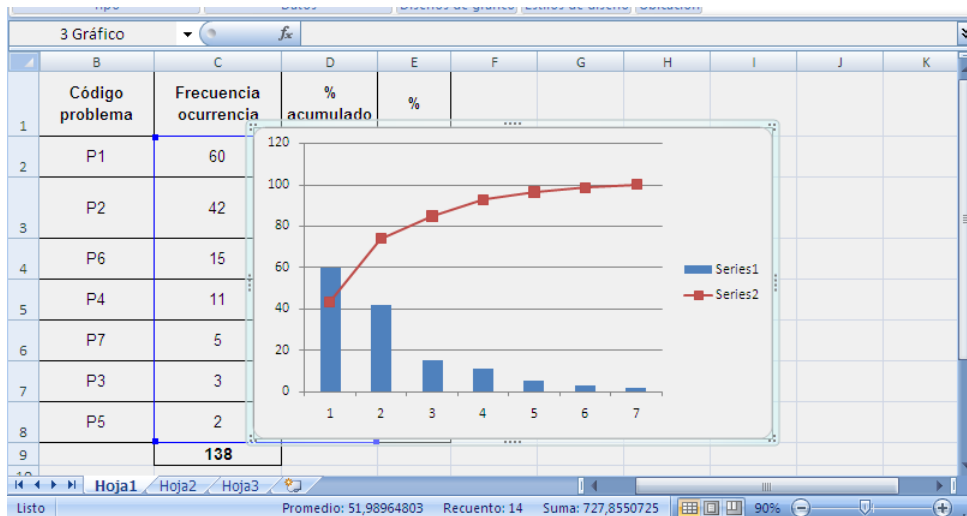 3 Gráfico
fx
B C D E F G H I J K
1 Código problema Frecuencia ocurrencia % acumulado %
2 P1 60
3 P2 42
4 P6 15
5 P4 11
6 P7 5
7 P3 3
8 P5 2
9 138
120
100
80
60
40
20
0
1 2 3 4 5 6 7
Series1
Series2
Hoja1 Hoja2 Hoja3
Listo Promedio: 51,98964803 Recuento: 14 Suma: 727,8550725 90%